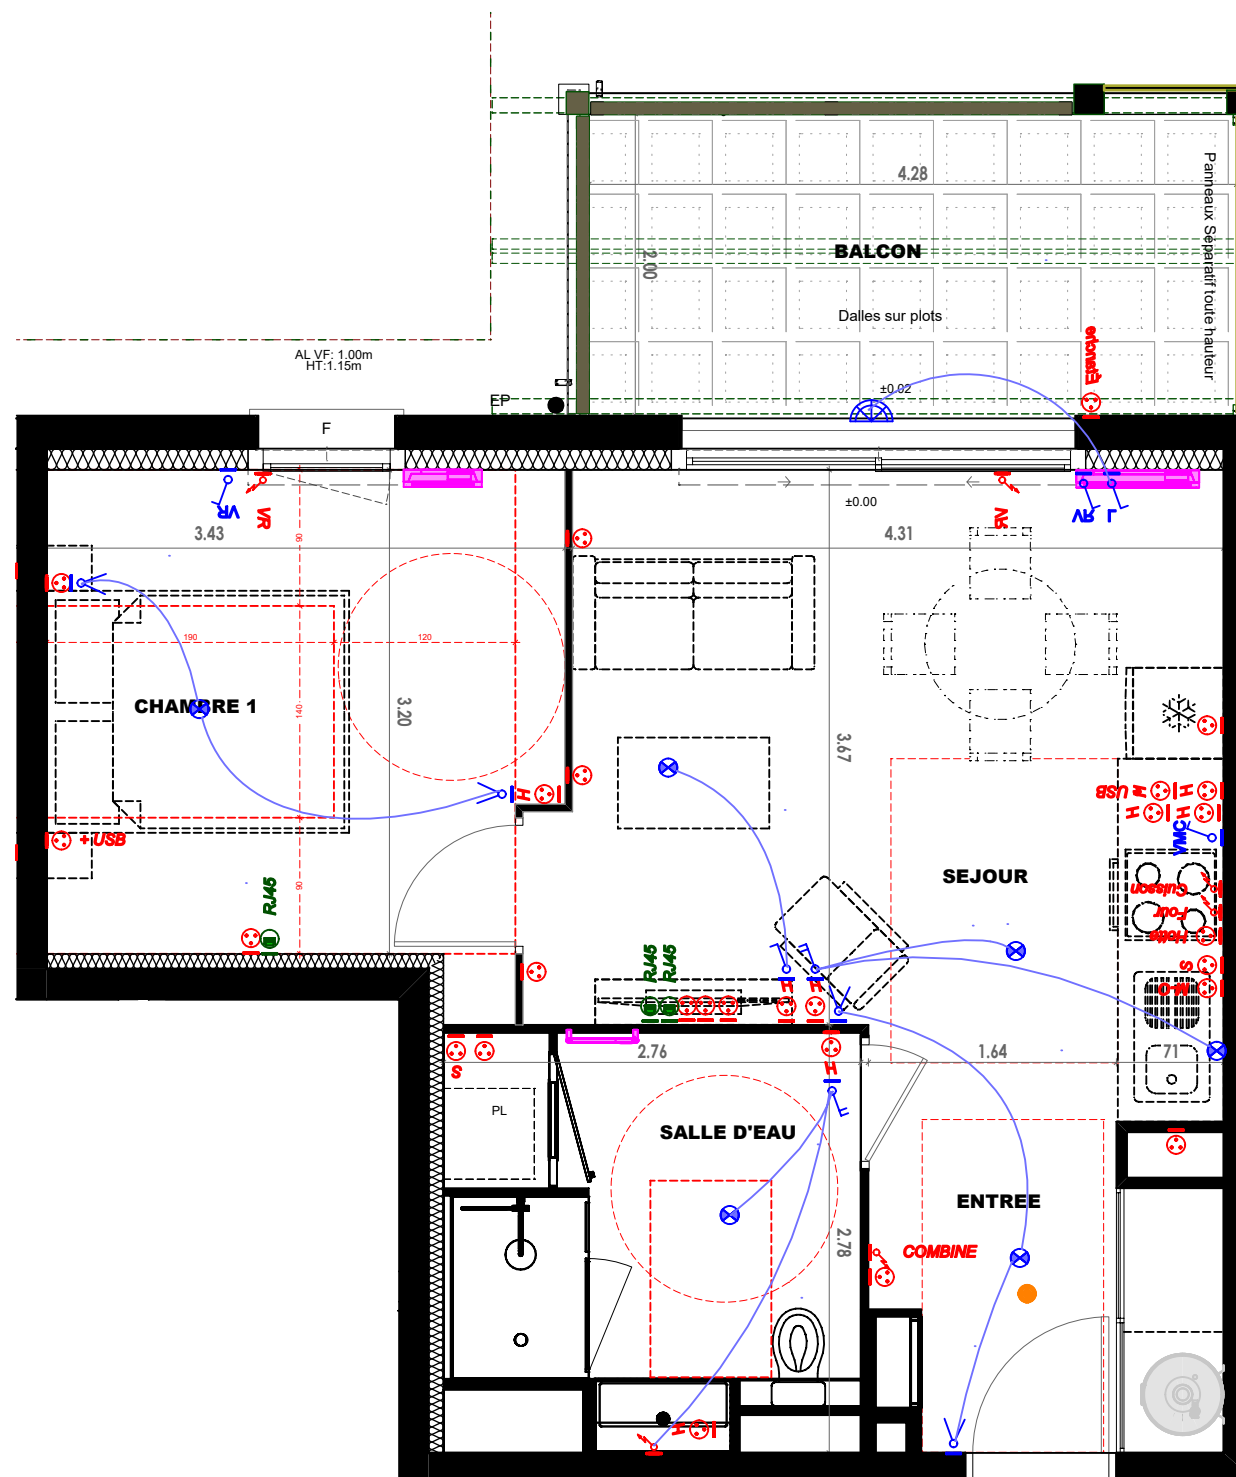 4.28
Panneaux Séparatif toute hauteur
BALCON
2.00
Dalles sur plots
Etanche
AL VF: 1.00m
HT:1.15m
±0.02
EP
F
VR
VR
±0.00
VR
VR
L
3.43
4.31
90
190
120
CHAMBRE 1
140
3.20
3.67
H
M USB
H
H
H
VMC
+ USB
SEJOUR
90
RJ45
Cuisson
Four
Hotte
S
M-O
RJ45
RJ45
H
H
2.76
1.64
71
S
H
PL
SALLE D'EAU
ENTREE
2.78
COMBINE
H